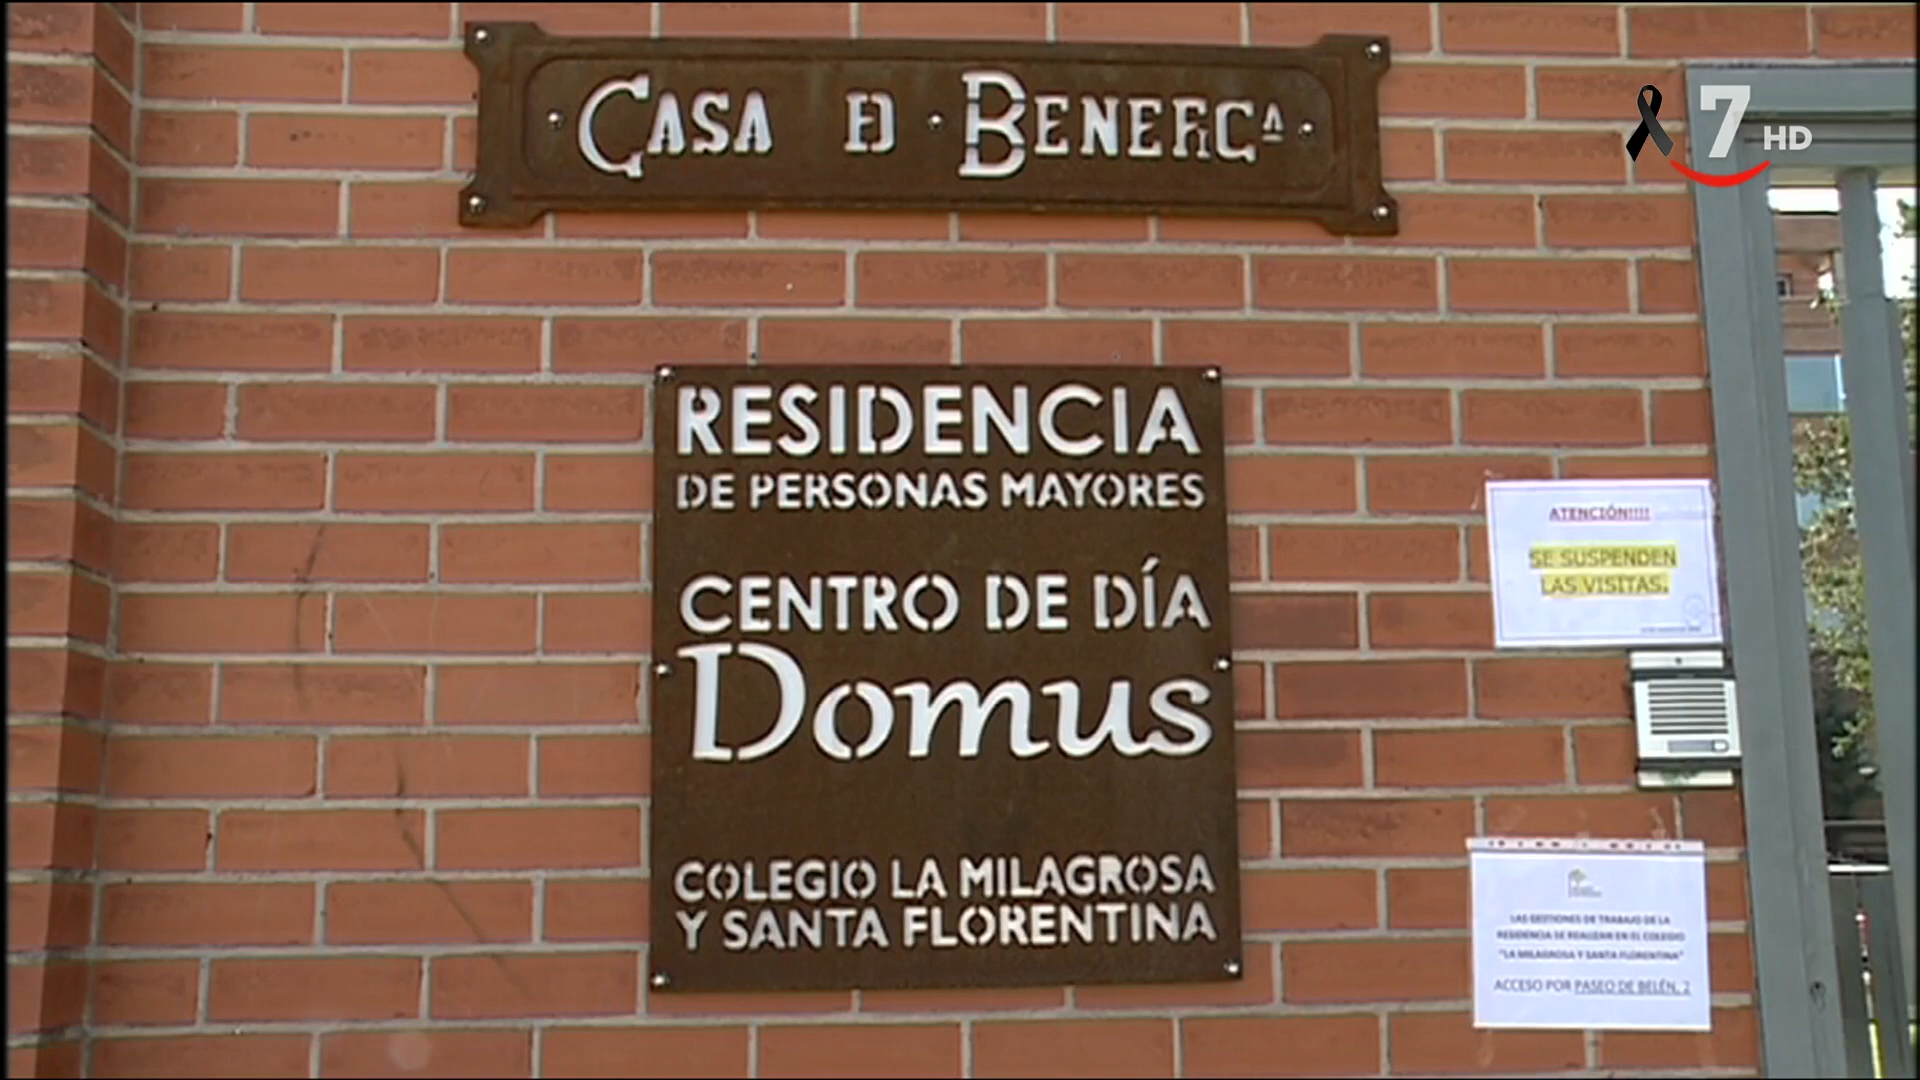 CASA D · BENEFICª
7 HD
RESIDENCIA
DE PERSONAS MAYORES
CENTRO DE DÍA
Domus
COLEGIO LA MILAGROSA
Y SANTA FLORENTINA
ATENCIÓN!!!!
SE SUSPENDEN
LAS VISITAS.
LAS GESTIONES DE TRABAJO DE LA
RESIDENCIA SE REALIZAN EN EL COLEGIO
"LA MILAGROSA Y SANTA FLORENTINA"
ACCESO POR PASEO DE BELÉN, 2